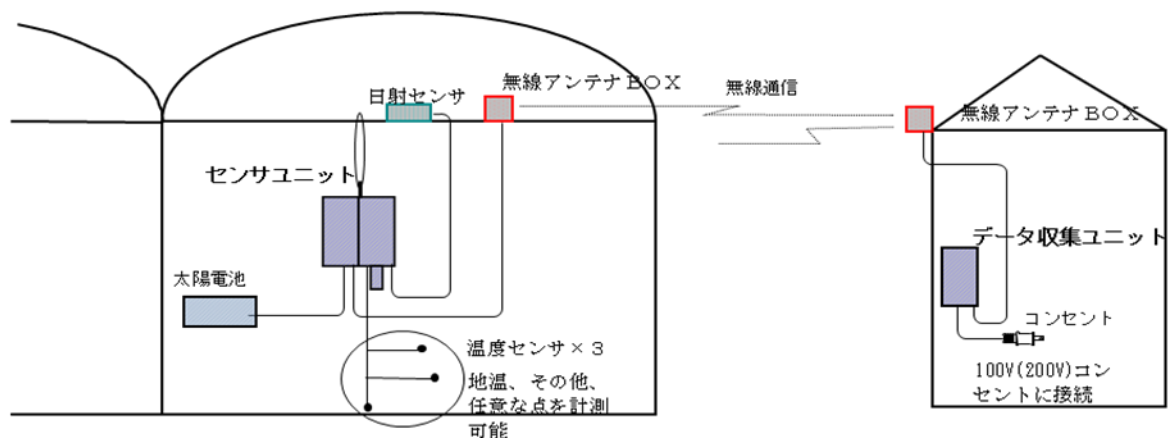 無線アンテナＢＯＸ
日射センサ
無線通信
無線アンテナＢＯＸ
センサユニット
データ収集ユニット
太陽電池
コンセント
温度センサ×３
地温、その他、
任意な点を計測
可能
100V(200V)コン
セントに接続